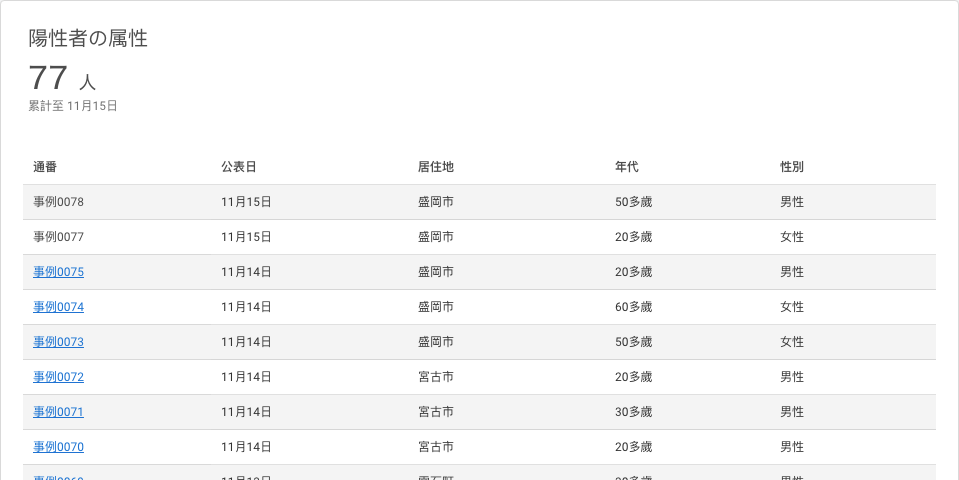 陽性者の属性
77 人
累計至 11月15日
通番 公表日 居住地 年代 性別
事例0078 11月15日 盛岡市 50多歳 男性
事例0077 11月15日 盛岡市 20多歳 女性
事例0075 11月14日 盛岡市 20多歳 男性
事例0074 11月14日 盛岡市 60多歳 女性
事例0073 11月14日 盛岡市 50多歳 女性
事例0072 11月14日 宮古市 20多歳 男性
事例0071 11月14日 宮古市 30多歳 男性
事例0070 11月14日 宮古市 20多歳 男性